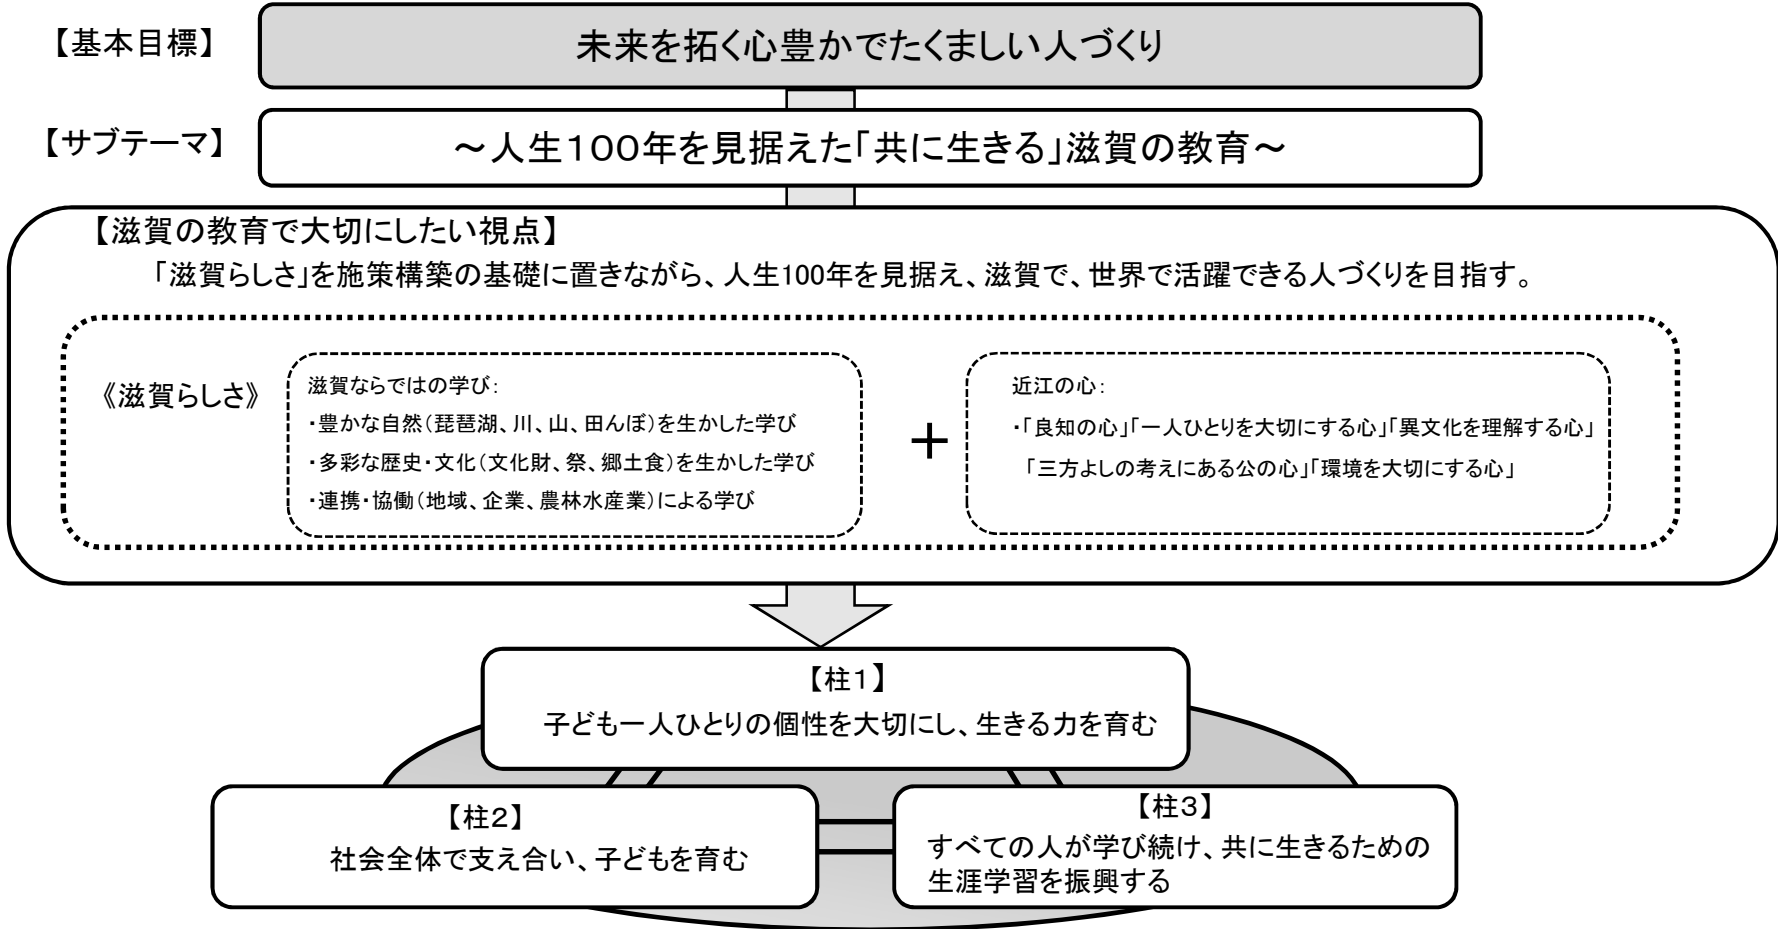 【基本目標】
未来を拓く心豊かでたくましい人づくり
【サブテーマ】
～人生１００年を見据えた「共に生きる」滋賀の教育～
【滋賀の教育で大切にしたい視点】
「滋賀らしさ」を施策構築の基礎に置きながら、人生100年を見据え、滋賀で、世界で活躍できる人づくりを目指す。
《滋賀らしさ》
滋賀ならではの学び：
・豊かな自然（琵琶湖、川、山、田んぼ）を生かした学び
・多彩な歴史・文化（文化財、祭、郷土食）を生かした学び
・連携・協働（地域、企業、農林水産業）による学び
＋
近江の心：
・「良知の心」「一人ひとりを大切にする心」「異文化を理解する心」
「三方よしの考えにある公の心」「環境を大切にする心」
【柱１】
子ども一人ひとりの個性を大切にし、生きる力を育む
【柱２】
社会全体で支え合い、子どもを育む
【柱３】
すべての人が学び続け、共に生きるための
生涯学習を振興する